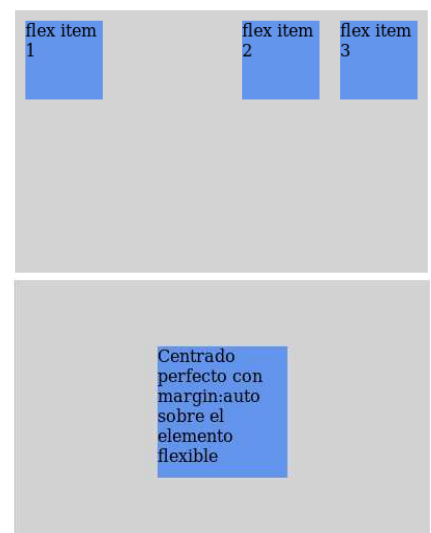 flex item
1
flex item
2
flex item
3
Centrado
perfecto con
margin:auto
sobre el
elemento
flexible